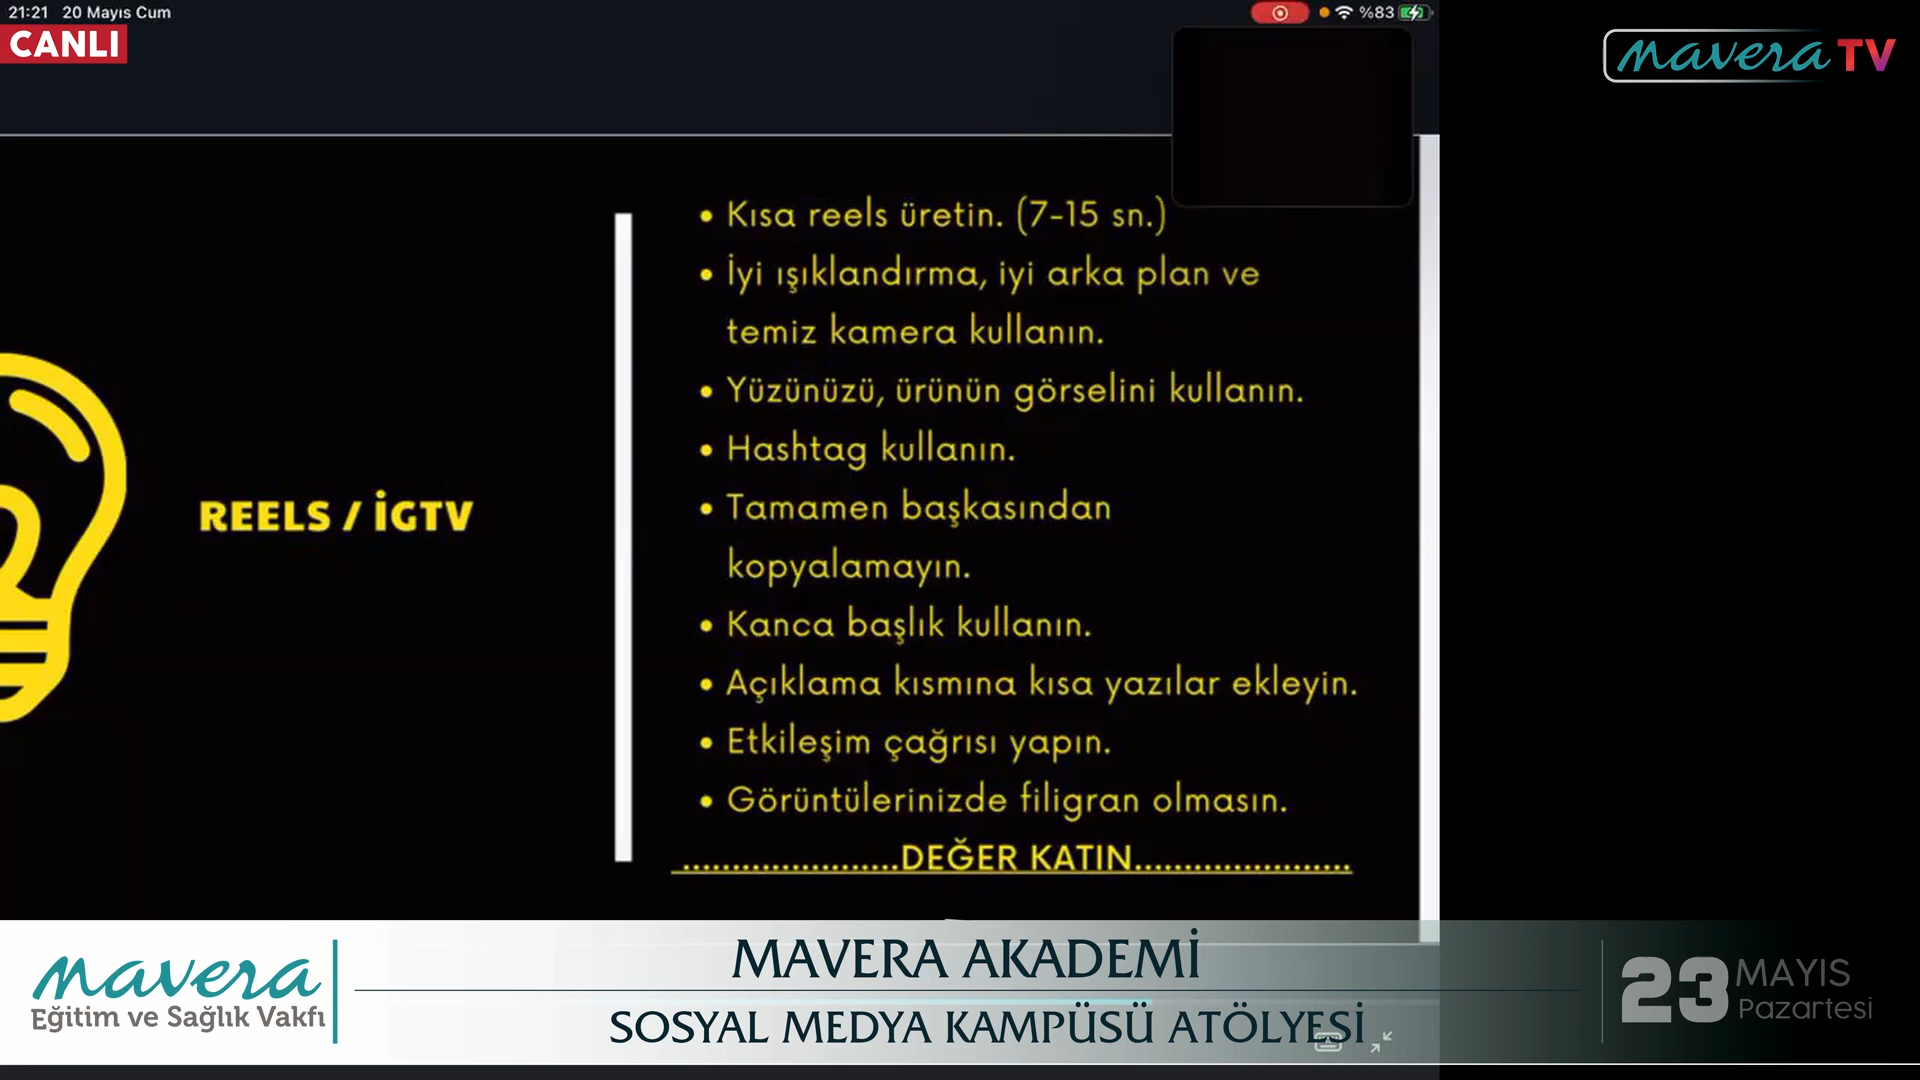 21:21 20 Mayıs Cum
%83
CANLI
mavera TV
REELS / İGTV
• Kısa reels üretin. (7-15 sn.)
• İyi ışıklandırma, iyi arka plan ve
temiz kamera kullanın.
• Yüzünüzü, ürünün görselini kullanın.
• Hashtag kullanın.
• Tamamen başkasından
kopyalamayın.
• Kanca başlık kullanın.
• Açıklama kısmına kısa yazılar ekleyin.
• Etkileşim çağrısı yapın.
• Görüntülerinizde filigran olmasın.
......................DEĞER KATIN......................
mavera
Eğitim ve Sağlık Vakfı
MAVERA AKADEMİ
SOSYAL MEDYA KAMPÜSÜ ATÖLYESİ
23 MAYIS
Pazartesi